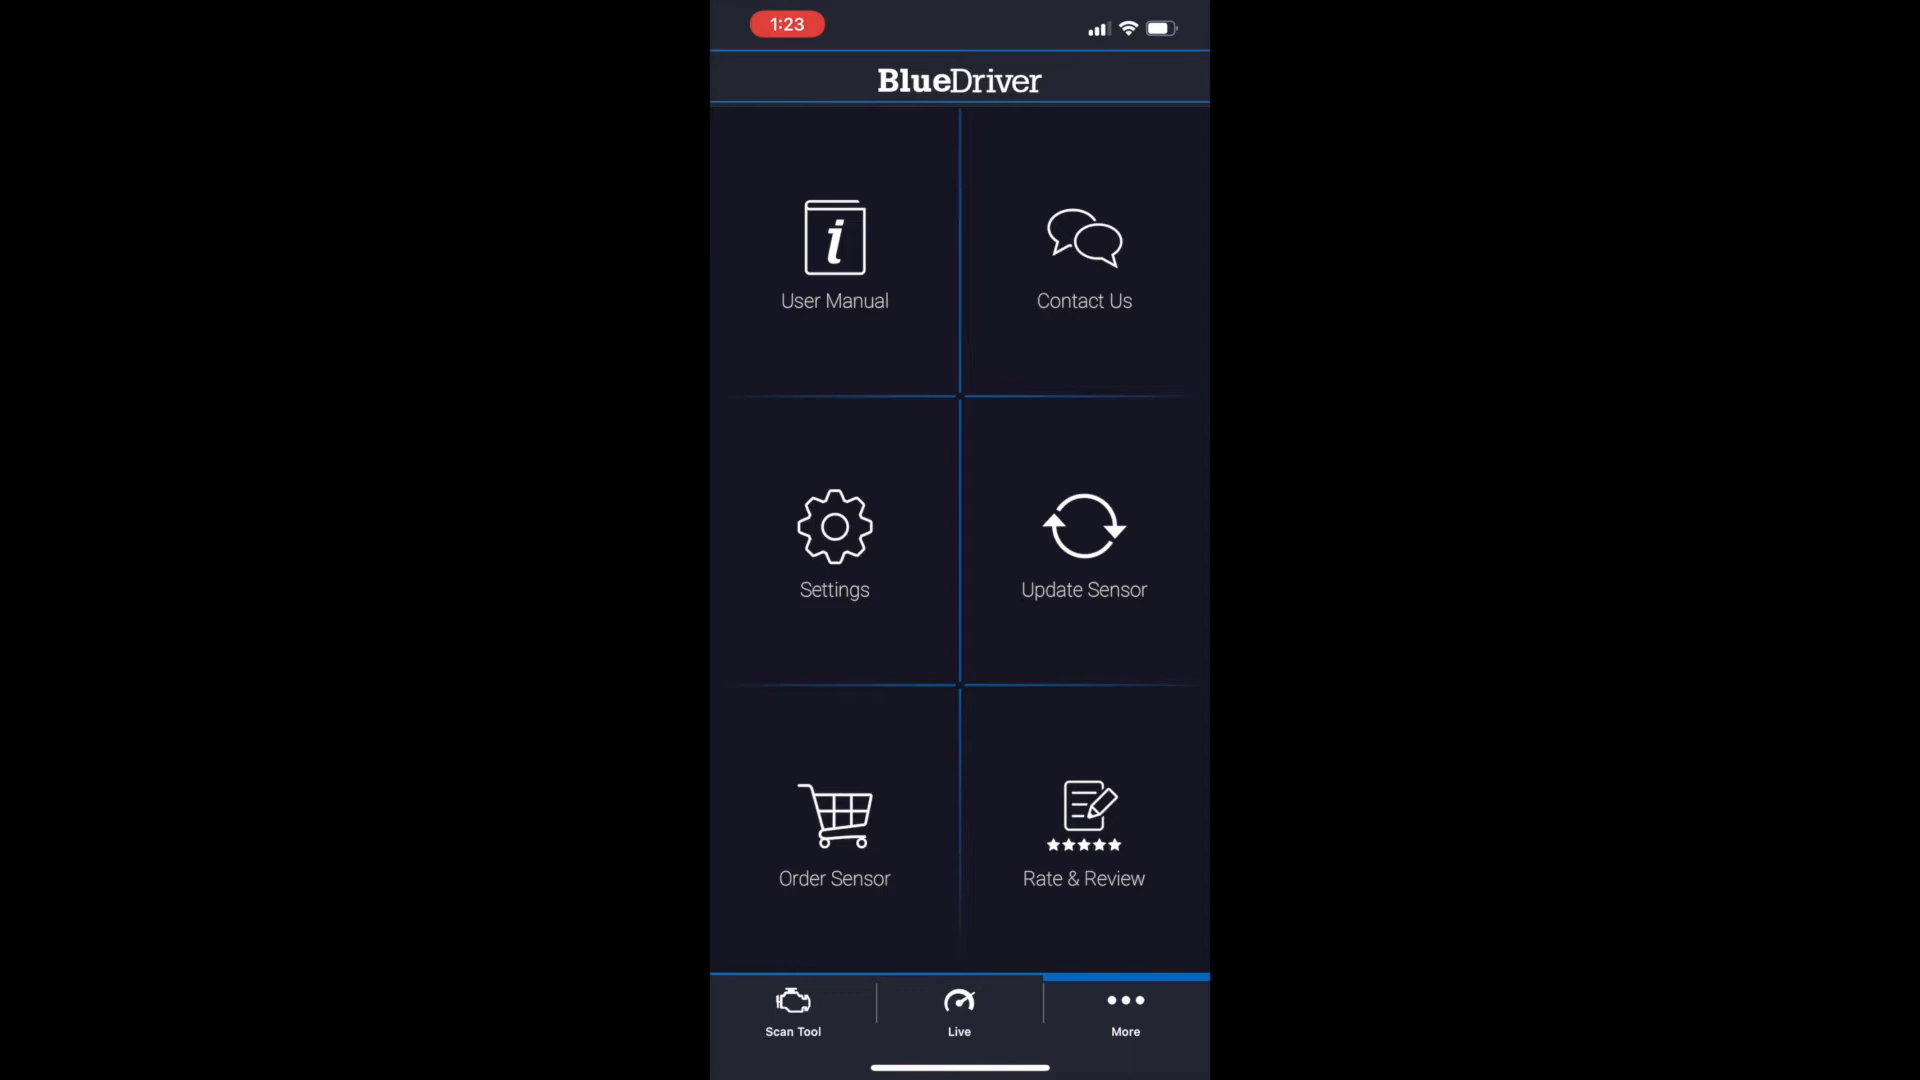 1:23
BlueDriver
User Manual
Contact Us
Settings
Update Sensor
Order Sensor
Rate & Review
Scan Tool
Live
More